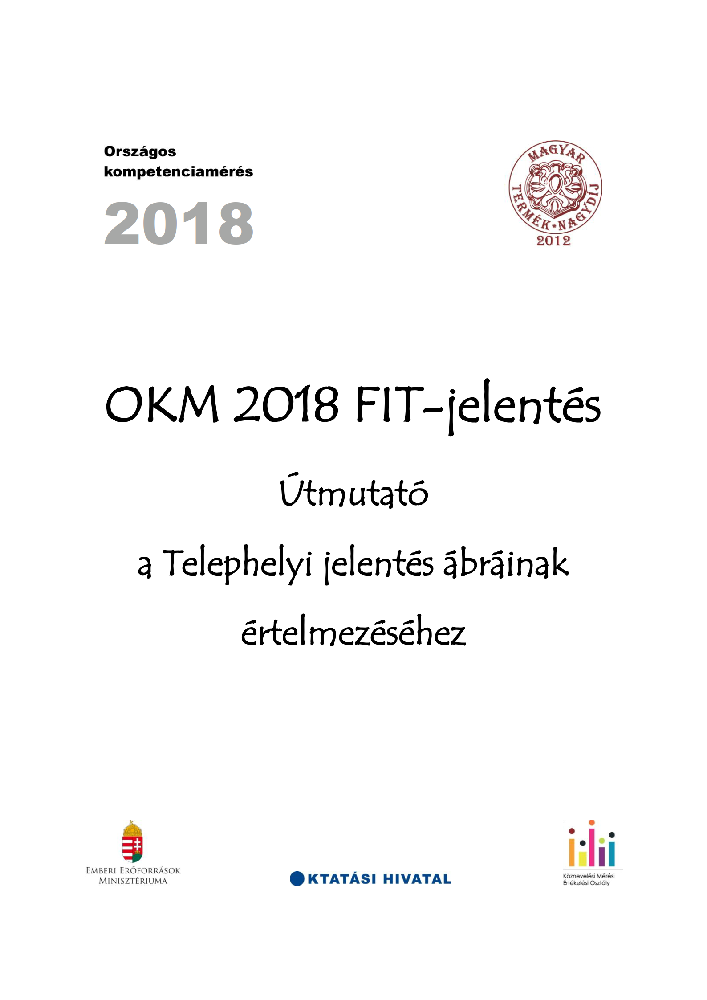 Országos
kompetenciamérés
2018
MAGYAR
TERMÉK * NAGYDÍJ
2012
OKM 2018 FIT-jelentés
Útmutató
a Telephelyi jelentés ábráinak
értelmezéséhez
EMBERI ERŐFORRÁSOK
MINISZTÉRIUMA
OKTATÁSI HIVATAL
Köznevelési Mérési
Értékelési Osztály